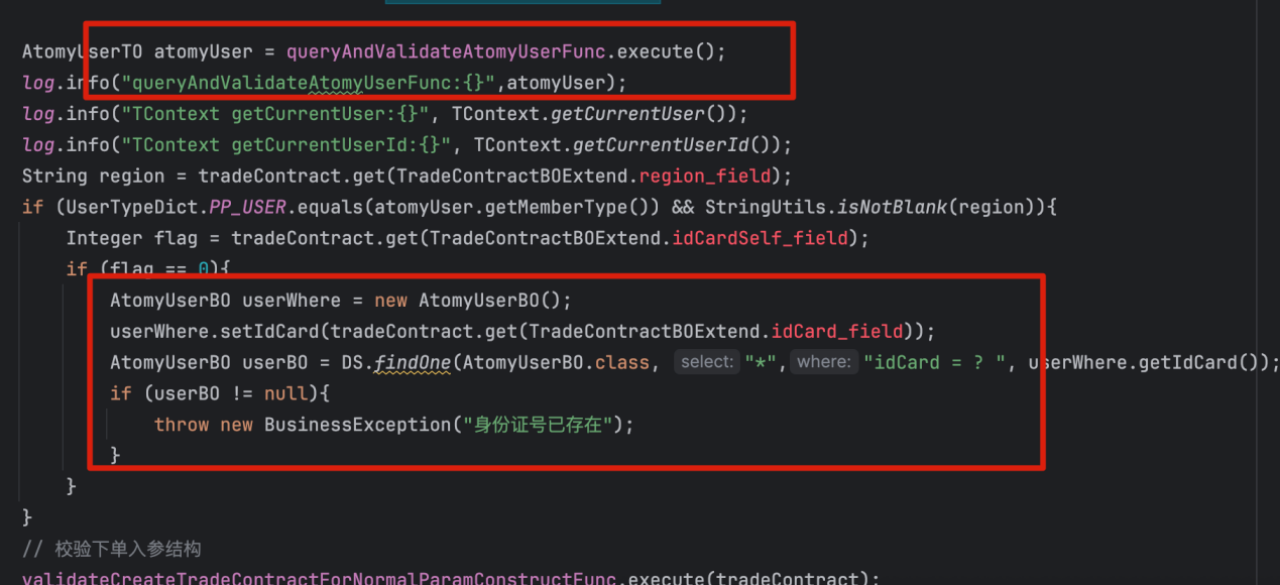 AtomyUserTO atomyUser = queryAndValidateAtomyUserFunc.execute();
log.info("queryAndValidateAtomyUserFunc:{}",atomyUser);
log.info("TContext getCurrentUser:{}", TContext.getCurrentUser());
log.info("TContext getCurrentUserId:{}", TContext.getCurrentUserId());
String region = tradeContract.get(TradeContractBOExtend.region_field);
if (UserTypeDict.PP_USER.equals(atomyUser.getMemberType()) && StringUtils.isNotBlank(region)){
Integer flag = tradeContract.get(TradeContractBOExtend.idCardSelf_field);
if (flag == 0){
AtomyUserBO userWhere = new AtomyUserBO();
userWhere.setIdCard(tradeContract.get(TradeContractBOExtend.idCard_field));
AtomyUserBO userBO = DS.findOne(AtomyUserBO.class, select: "*", where: "idCard = ? ", userWhere.getIdCard());
if (userBO != null){
throw new BusinessException("身份证号已存在");
}
}
}
// 校验下单入参结构
validateCreateTradeContractForNormalParamConstructFunc.execute(tradeContract);